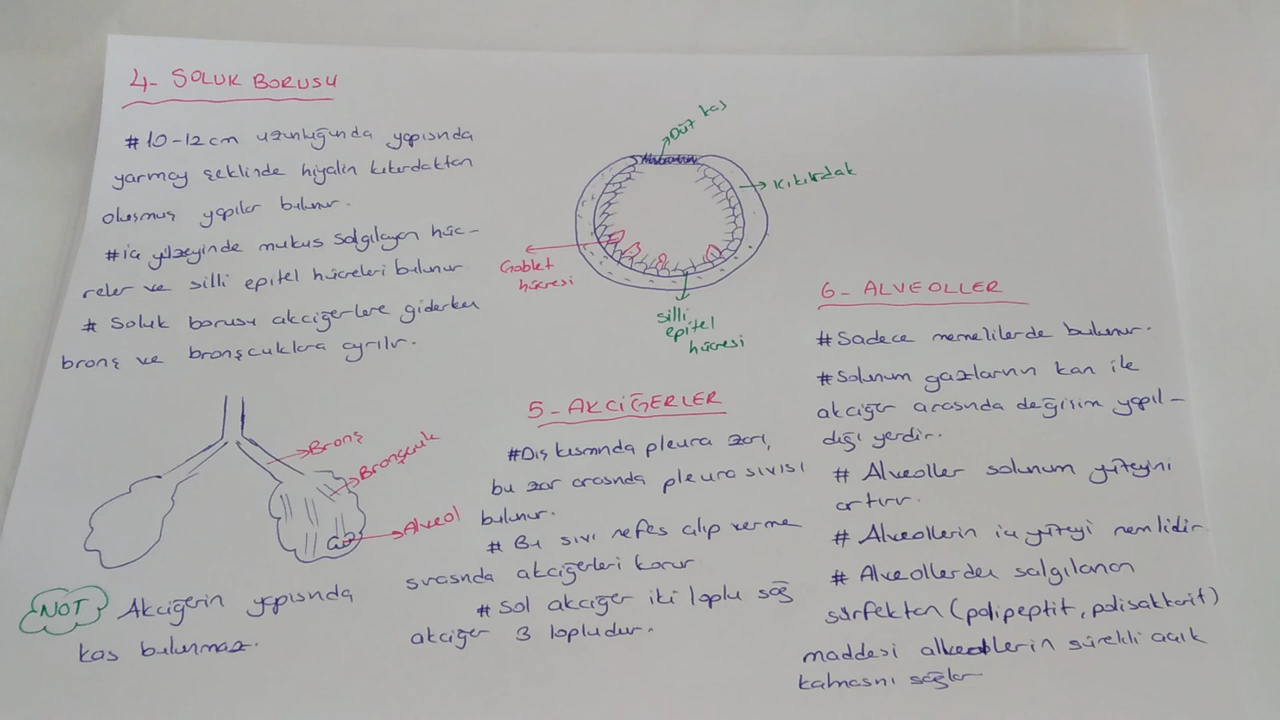 4- SOLUK BORUSU
# 10-12cm uzunluğunda yapısında
yarmay şeklinde hiyalin kıkırdaktan
oluşmuş yapılar bulunur.
# iç yüzeyinde mukus salgılayan hüc-
reler ve silli epitel hücreleri bulunur
# Soluk borusu akciğerlere giderken
bronş ve bronşcuklara ayrılır.
Bronş
Bronşcuk
Alveol
NOT Akciğerin yapısında
kas bulunmaz.
Düz kas
Kıkırdak
Goblet
hücresi
silli
epitel
hücresi
5- AKCİĞERLER
#Dış kısmında pleura zarı,
bu zar arasında pleura sıvısı
bulunur.
# Bu sıvı nefes alıp verme
sırasında akciğerleri korur
# Sol akciğer iki loplu sağ
akciğer 3 lopludur.
6- ALVEOLLER
#Sadece memelilerde bulunur.
#Solunum gazlarının kan ile
akciğer arasında değişim yapıl-
dığı yerdir.
# Alveoller solunum yüzeyini
artırır.
# Alveollerin iç yüzeyi nemlidir
# Alveollerden salgılanan
sürfektan (polipeptit, polisakkarit)
maddesi alveollerin sürekli açık
kalmasını sağlar